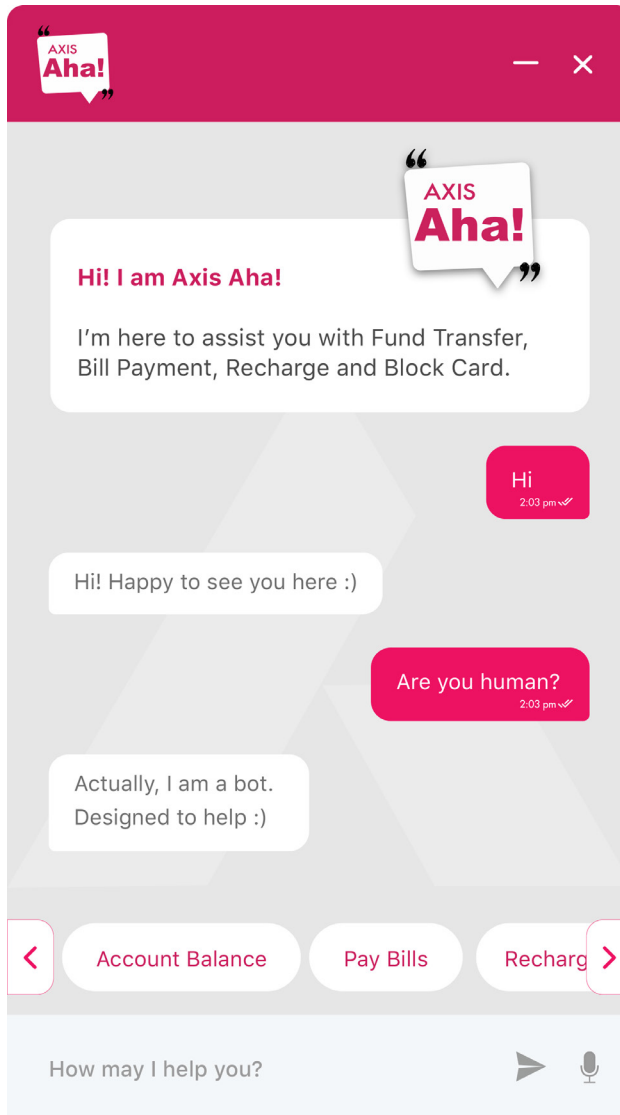 AXIS
Aha!
AXIS
Aha!
Hi! I am Axis Aha!
I’m here to assist you with Fund Transfer,
Bill Payment, Recharge and Block Card.
Hi
2:03 pm
Hi! Happy to see you here :)
Are you human?
2:03 pm
Actually, I am a bot.
Designed to help :)
Account Balance
Pay Bills
Recharg
How may I help you?